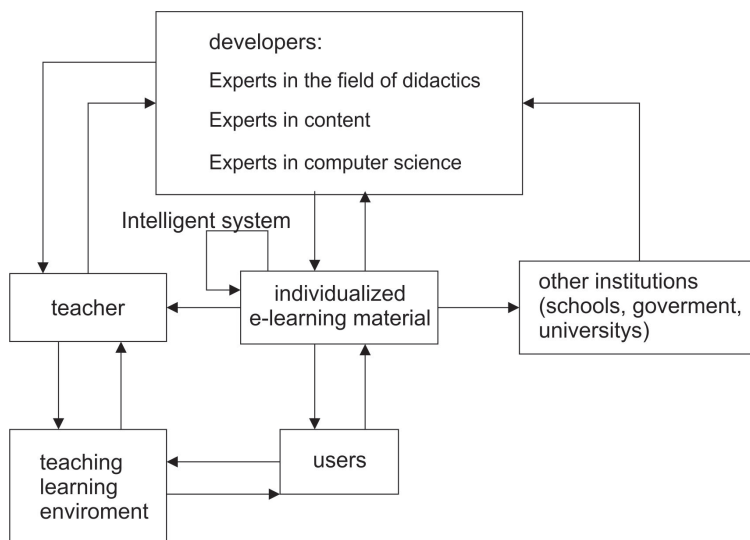 developers:
Experts in the field of didactics
Experts in content
Experts in computer science
Intelligent system
teacher
individualized
e-learning material
other institutions
(schools, goverment,
universitys)
teaching
learning
enviroment
users